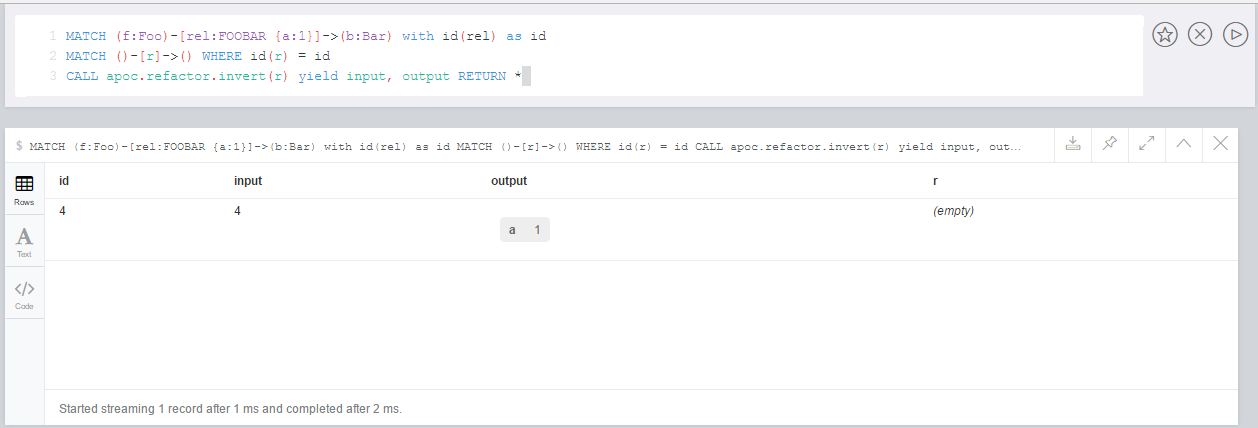 1 MATCH (f:Foo)-[rel:FOOBAR {a:1}]->(b:Bar) with id(rel) as id
2 MATCH ()-[r]->() WHERE id(r) = id
3 CALL apoc.refactor.invert(r) yield input, output RETURN *
$ MATCH (f:Foo)-[rel:FOOBAR {a:1}]->(b:Bar) with id(rel) as id MATCH ()-[r]->() WHERE id(r) = id CALL apoc.refactor.invert(r) yield input, out...
Rows
A
Text
</>
Code
id input output r
4 4 (empty)
a 1
Started streaming 1 record after 1 ms and completed after 2 ms.